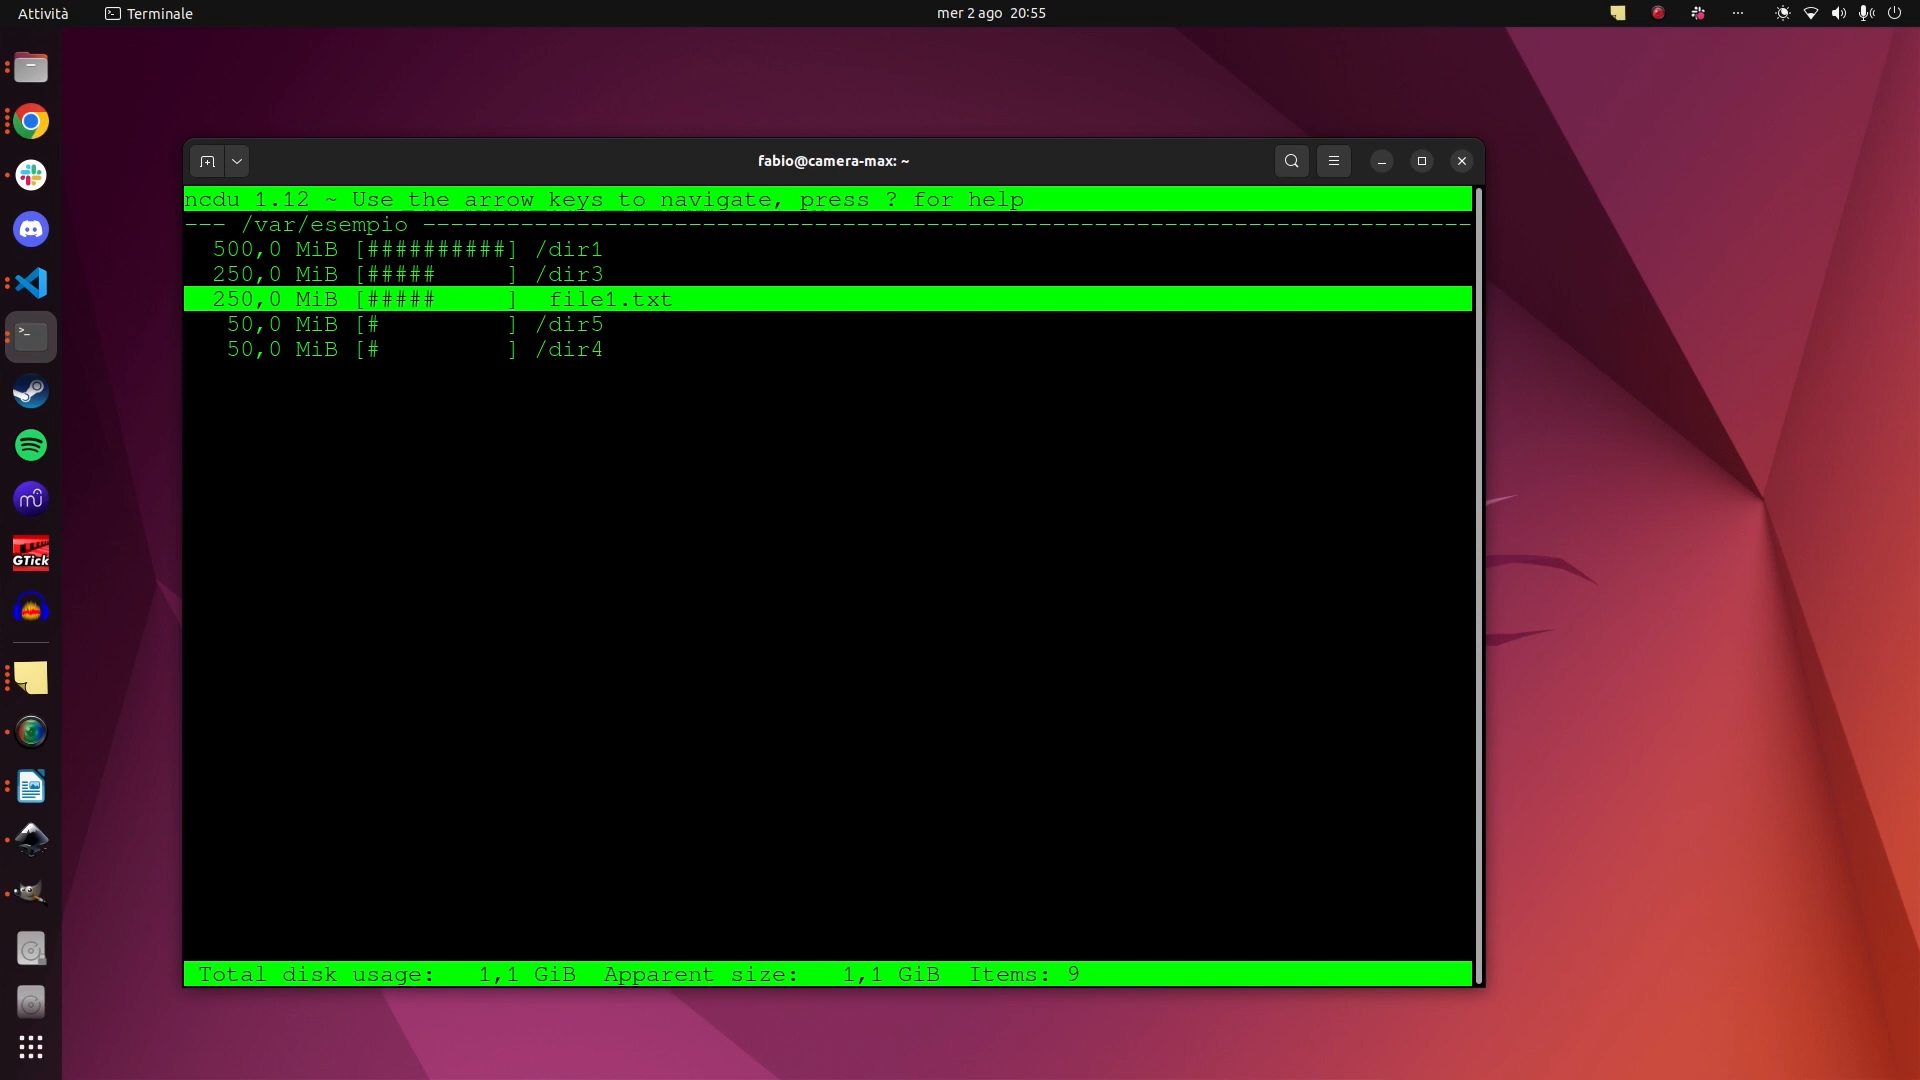 Attività Terminale mer 2 ago 20:55
fabio@camera-max: ~
ncdu 1.12 ~ Use the arrow keys to navigate, press ? for help
--- /var/esempio ---------------------------------------------------------------------------
500,0 MiB [##########] /dir1
250,0 MiB [#####     ] /dir3
250,0 MiB [#####     ]  file1.txt
50,0 MiB [#         ] /dir5
50,0 MiB [#         ] /dir4
GTick
Total disk usage: 1,1 GiB Apparent size: 1,1 GiB Items: 9